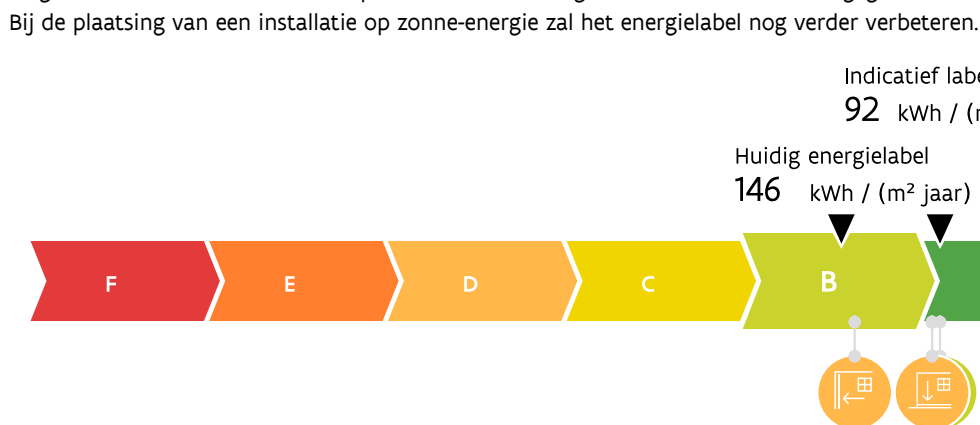 Bij de plaatsing van een installatie op zonne-energie zal het energielabel nog verder verbeteren.
Indicatief
92 kWh /
Huidig energielabel
146 kWh / (m² jaar)
F E D C B